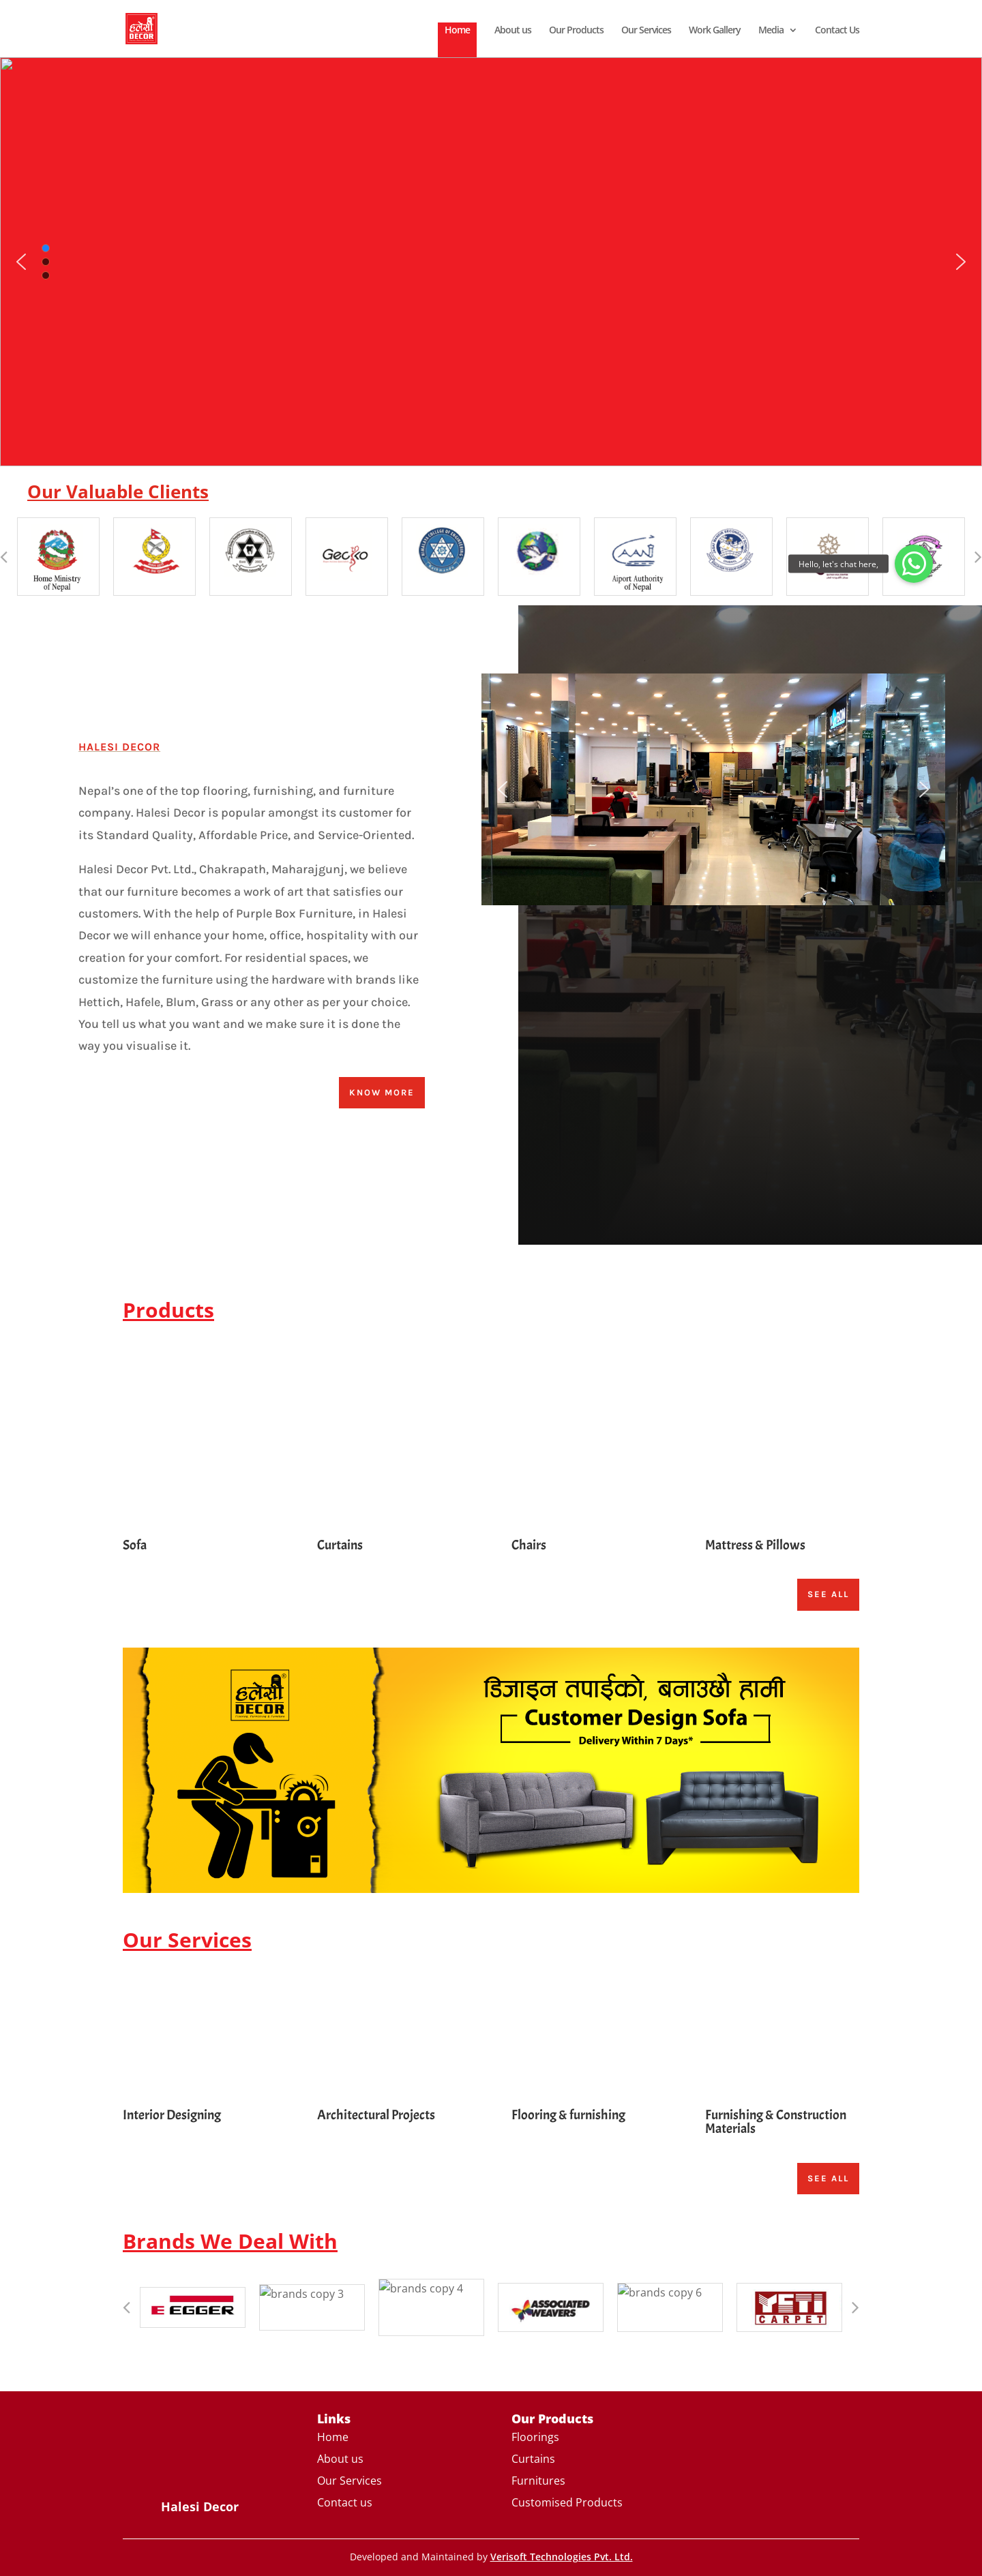 हलेसी
DECOR
Home
About us
Our Products
Our Services
Work Gallery
Media
Contact Us
Our Valuable Clients
Home Ministry
of Nepal
Gecko
Aiport Authority
of Nepal
Hello, let's chat here,
HALESI DECOR
Nepal’s one of the top flooring, furnishing, and furniture
company. Halesi Decor is popular amongst its customer for
its Standard Quality, Affordable Price, and Service-Oriented.
Halesi Decor Pvt. Ltd., Chakrapath, Maharajgunj, we believe
that our furniture becomes a work of art that satisfies our
customers. With the help of Purple Box Furniture, in Halesi
Decor we will enhance your home, office, hospitality with our
creation for your comfort. For residential spaces, we
customize the furniture using the hardware with brands like
Hettich, Hafele, Blum, Grass or any other as per your choice.
You tell us what you want and we make sure it is done the
way you visualise it.
KNOW MORE
Products
Sofa
Curtains
Chairs
Mattress & Pillows
SEE ALL
हलेसी
DECOR
डिजाइन तपाईको, बनाउछौ हामी
Customer Design Sofa
Delivery Within 7 Days*
Our Services
Interior Designing
Architectural Projects
Flooring & furnishing
Furnishing & Construction
Materials
SEE ALL
Brands We Deal With
E EGGER
brands copy 3
brands copy 4
ASSOCIATED
WEAVERS
brands copy 6
YETI
CARPET
Halesi Decor
Links
Home
About us
Our Services
Contact us
Our Products
Floorings
Curtains
Furnitures
Customised Products
Developed and Maintained by Verisoft Technologies Pvt. Ltd.